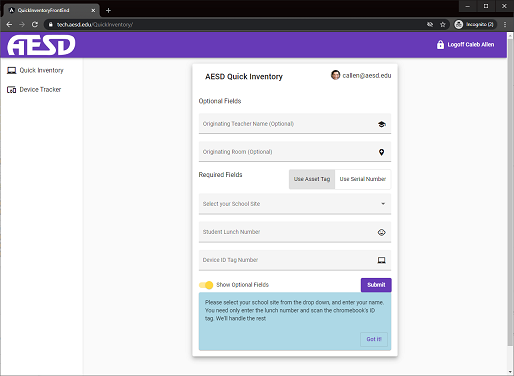 QuickInventoryFrontEnd
tech.aesd.edu/QuickInventory/
Incognito (2)
AESD
Logoff Caleb Allen
Quick Inventory
Device Tracker
AESD Quick Inventory
callen@aesd.edu
Optional Fields
Originating Teacher Name (Optional)
Originating Room (Optional)
Required Fields
Use Asset Tag
Use Serial Number
Select your School Site
Student Lunch Number
Device ID Tag Number
Show Optional Fields
Submit
Please select your school site from the drop down, and enter your name.
You need only enter the lunch number and scan the chromebook's ID
tag. We'll handle the rest
Got It!